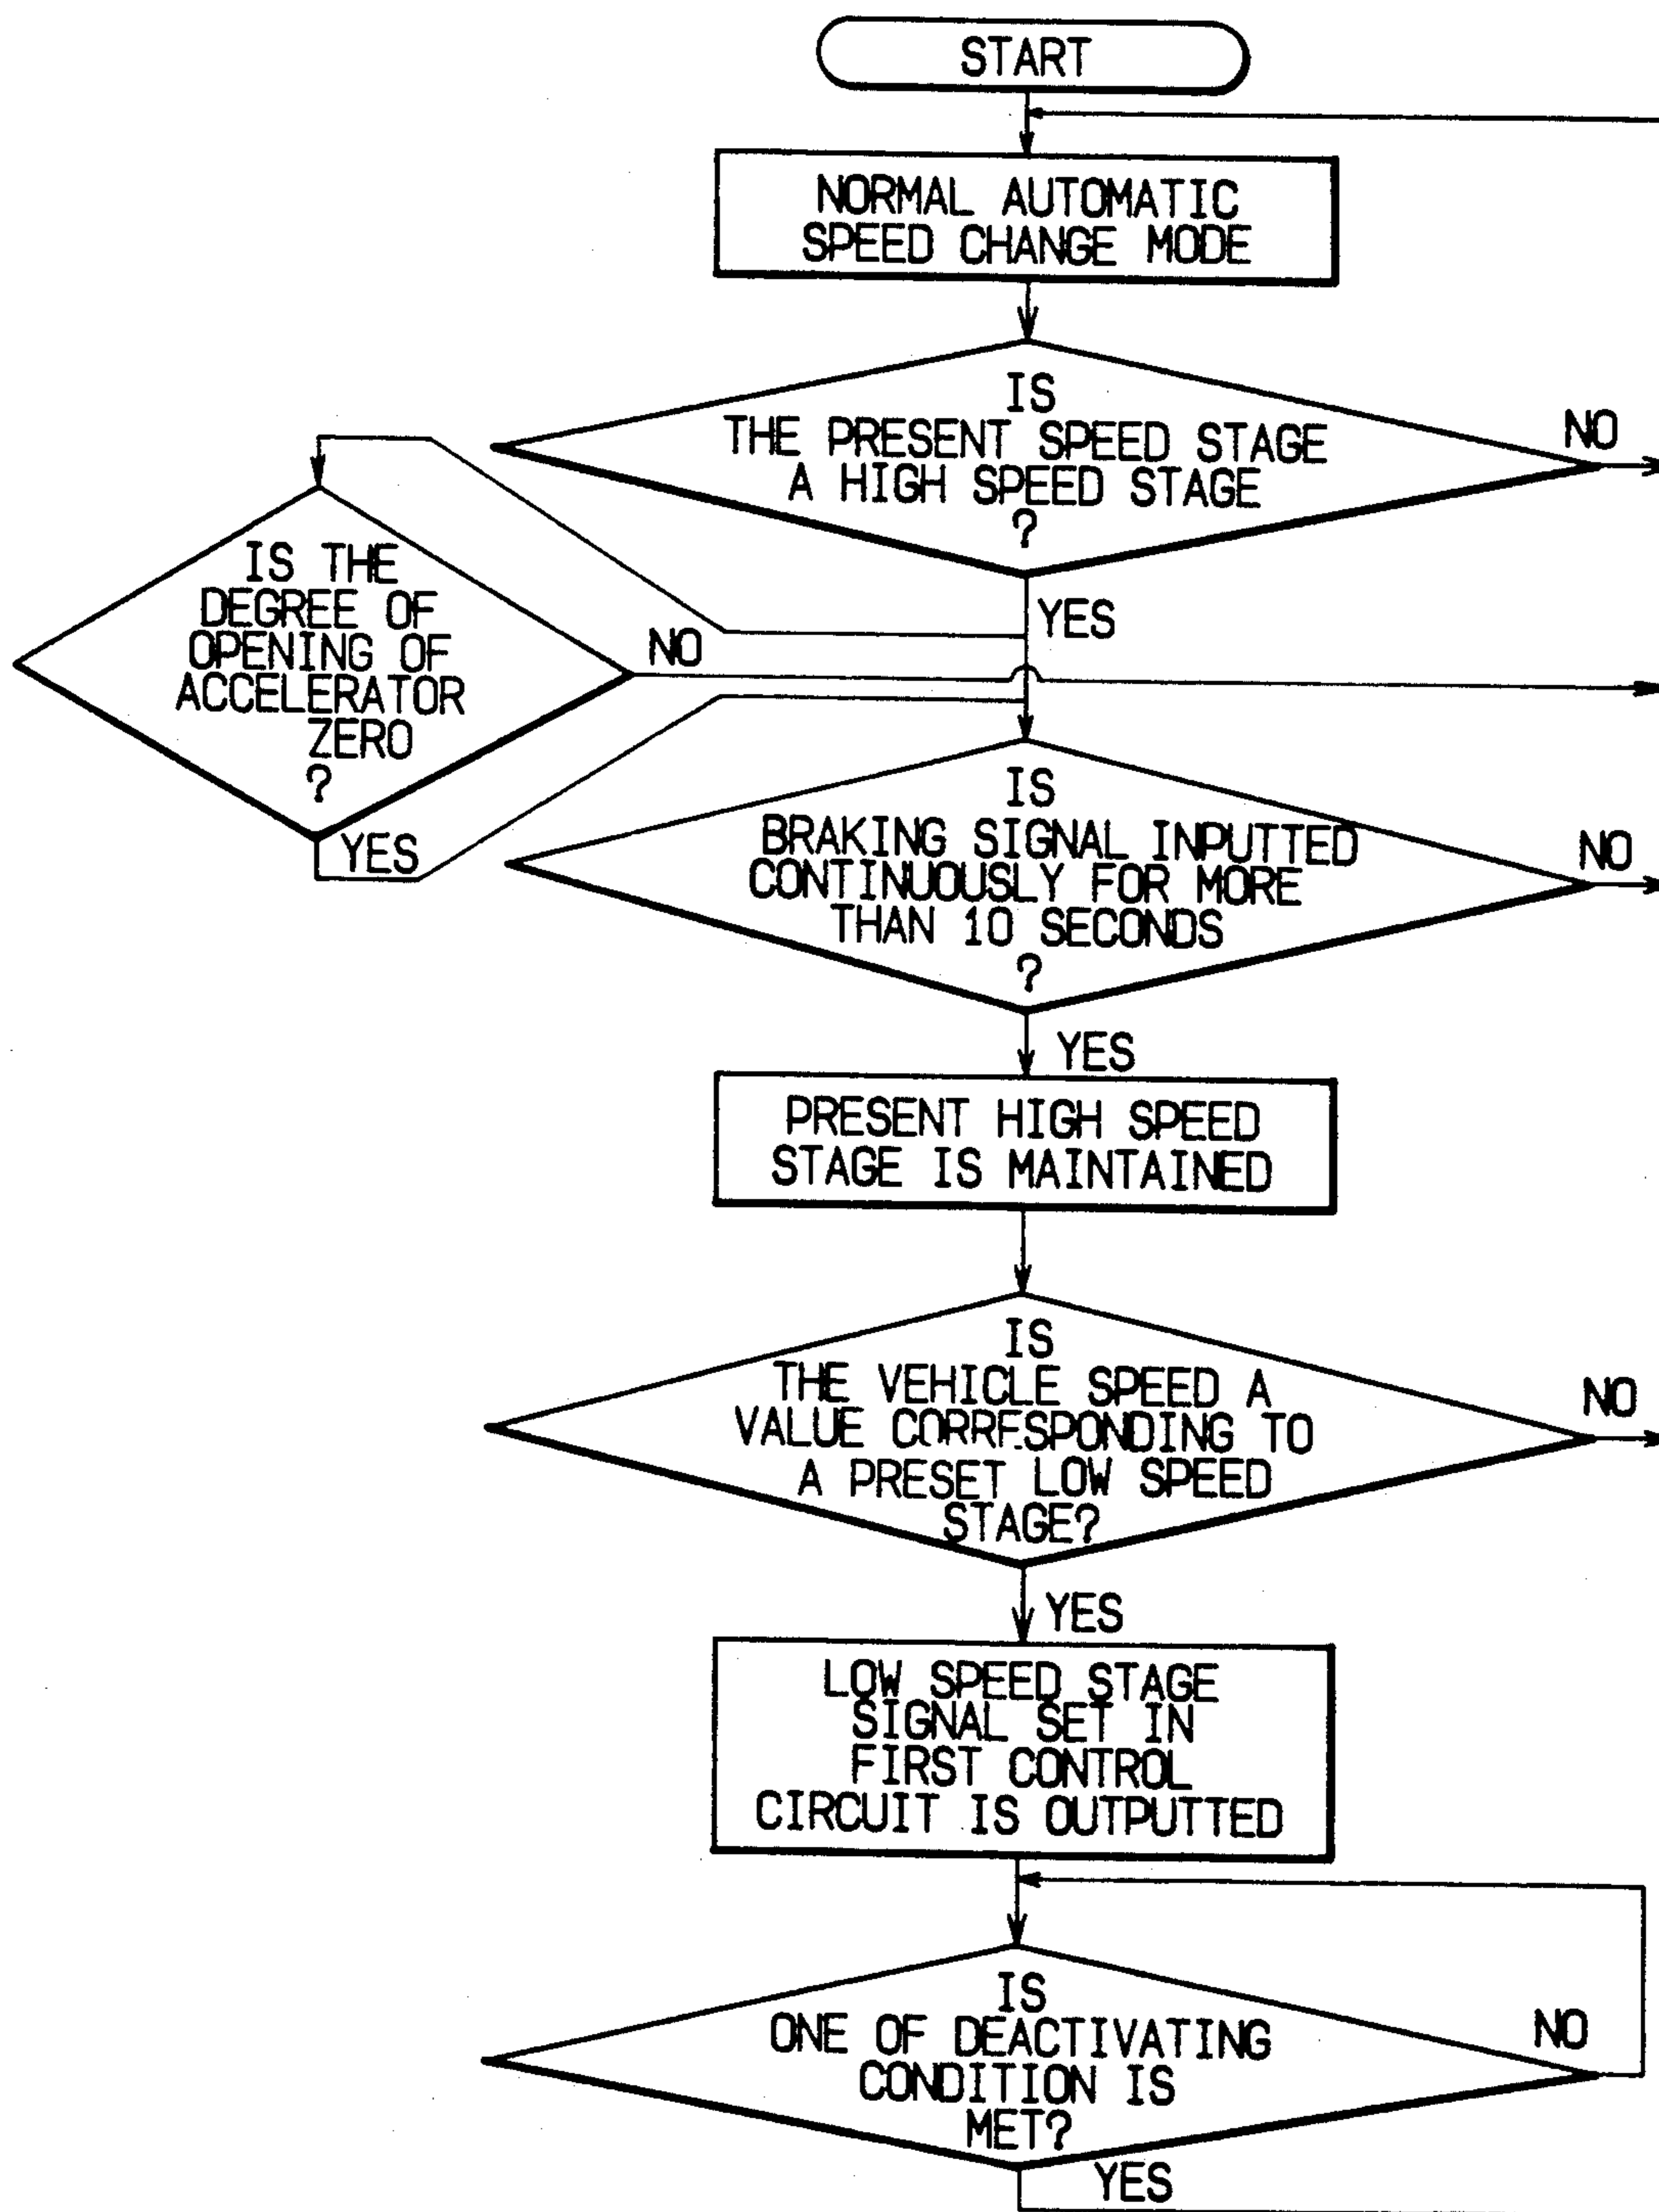 START
NORMAL AUTOMATIC
SPEED CHANGE MODE
IS
THE PRESENT SPEED STAGE
A HIGH SPEED STAGE
?
NO
YES
IS THE
DEGREE OF
OPENING OF
ACCELERATOR
ZERO
?
NO
YES
IS
BRAKING SIGNAL INPUTTED
CONTINUOUSLY FOR MORE
THAN 10 SECONDS
?
NO
YES
PRESENT HIGH SPEED
STAGE IS MAINTAINED
IS
THE VEHICLE SPEED A
VALUE CORRESPONDING TO
A PRESET LOW SPEED
STAGE?
NO
YES
LOW SPEED STAGE
SIGNAL SET IN
FIRST CONTROL
CIRCUIT IS OUTPUTTED
IS
ONE OF DEACTIVATING
CONDITION IS
MET?
NO
YES